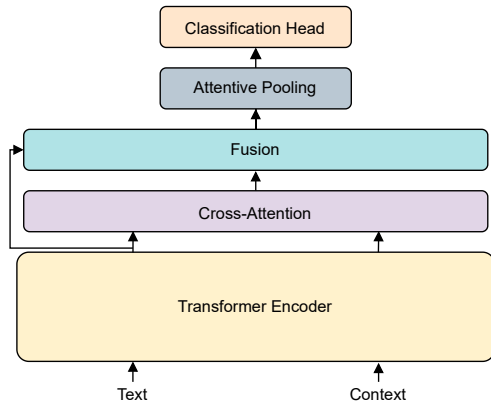 Classification Head
Attentive Pooling
Fusion
Cross-Attention
Transformer Encoder
Text
Context